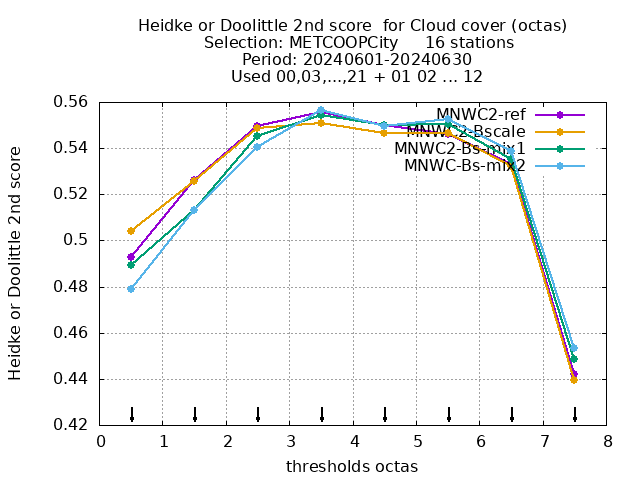 Heidke or Doolittle 2nd score  for Cloud cover (octas)
Selection: METCOOPCity     16 stations
Period: 20240601-20240630
Used 00,03,...,21 + 01 02 ... 12
Heidke or Doolittle 2nd score
0.56
0.54
0.52
0.5
0.48
0.46
0.44
0.42
MNWC2-ref
MNWC2-Bscale
MNWC2-Bs-mix1
MNWC-Bs-mix2
0 1 2 3 4 5 6 7 8
thresholds octas